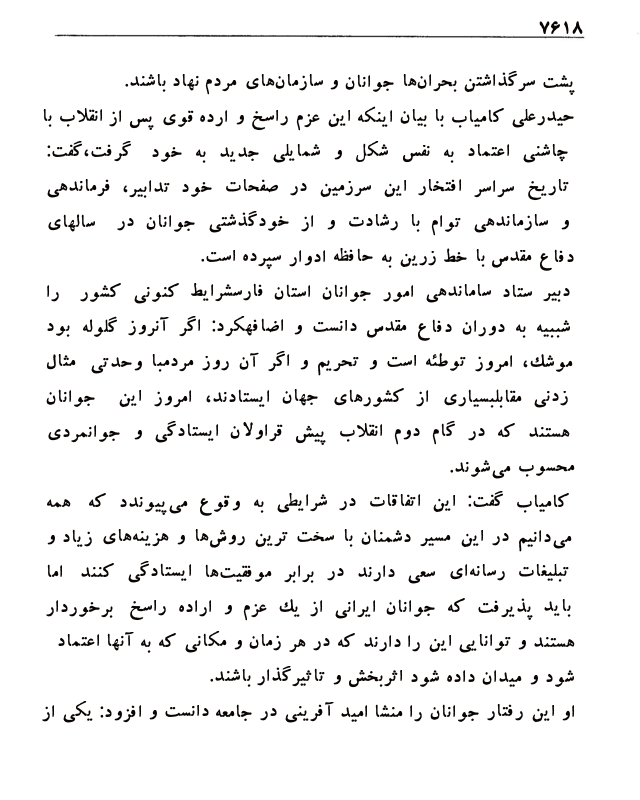 ۷۶۱۸
پشت سرگذاشتن بحران‌ها جوانان و سازمان‌های مردم نهاد باشند.
حیدرعلی کامیاب با بیان اینکه این عزم راسخ و ارده قوی پس از انقلاب با
چاشنی اعتماد به نفس شکل و شمایلی جدید به خود گرفت،گفت:
تاریخ سراسر افتخار این سرزمین در صفحات خود تدابیر، فرماندهی
و سازماندهی توام با رشادت و از خودگذشتی جوانان در سالهای
دفاع مقدس با خط زرین به حافظه ادوار سپرده است.
دبیر ستاد ساماندهی امور جوانان استان فارسشرایط کنونی کشور را
شبیه به دوران دفاع مقدس دانست و اضافهکرد: اگر آنروز گلوله بود
موشك، امروز توطئه است و تحریم و اگر آن روز مردمبا وحدتی مثال
زدنی مقابلبسیاری از کشورهای جهان ایستادند، امروز این جوانان
هستند که در گام دوم انقلاب پیش قراولان ایستادگی و جوانمردی
محسوب می‌شوند.
کامیاب گفت: این اتفاقات در شرایطی به وقوع می‌پیوندد که همه
می‌دانیم در این مسیر دشمنان با سخت ترین روش‌ها و هزینه‌های زیاد و
تبلیغات رسانه‌ای سعی دارند در برابر موفقیت‌ها ایستادگی کنند اما
باید پذیرفت که جوانان ایرانی از یك عزم و اراده راسخ برخوردار
هستند و توانایی این را دارند که در هر زمان و مکانی که به آنها اعتماد
شود و میدان داده شود اثربخش و تاثیرگذار باشند.
او این رفتار جوانان را منشا امید آفرینی در جامعه دانست و افزود: یکی از